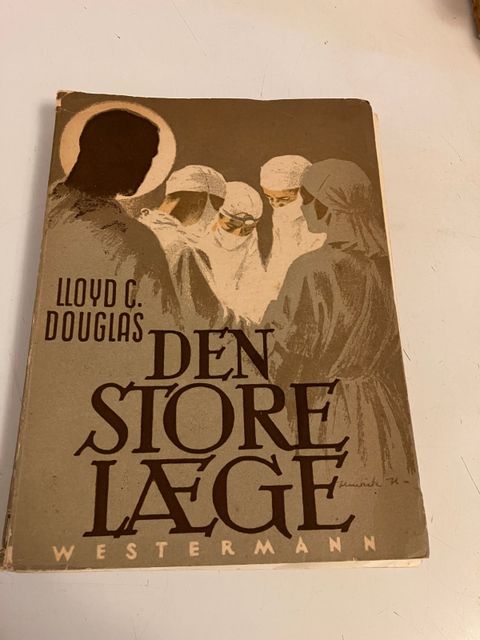 LLOYD C.
DOUGLAS
DEN
STORE
LÆGE
WESTERMANN